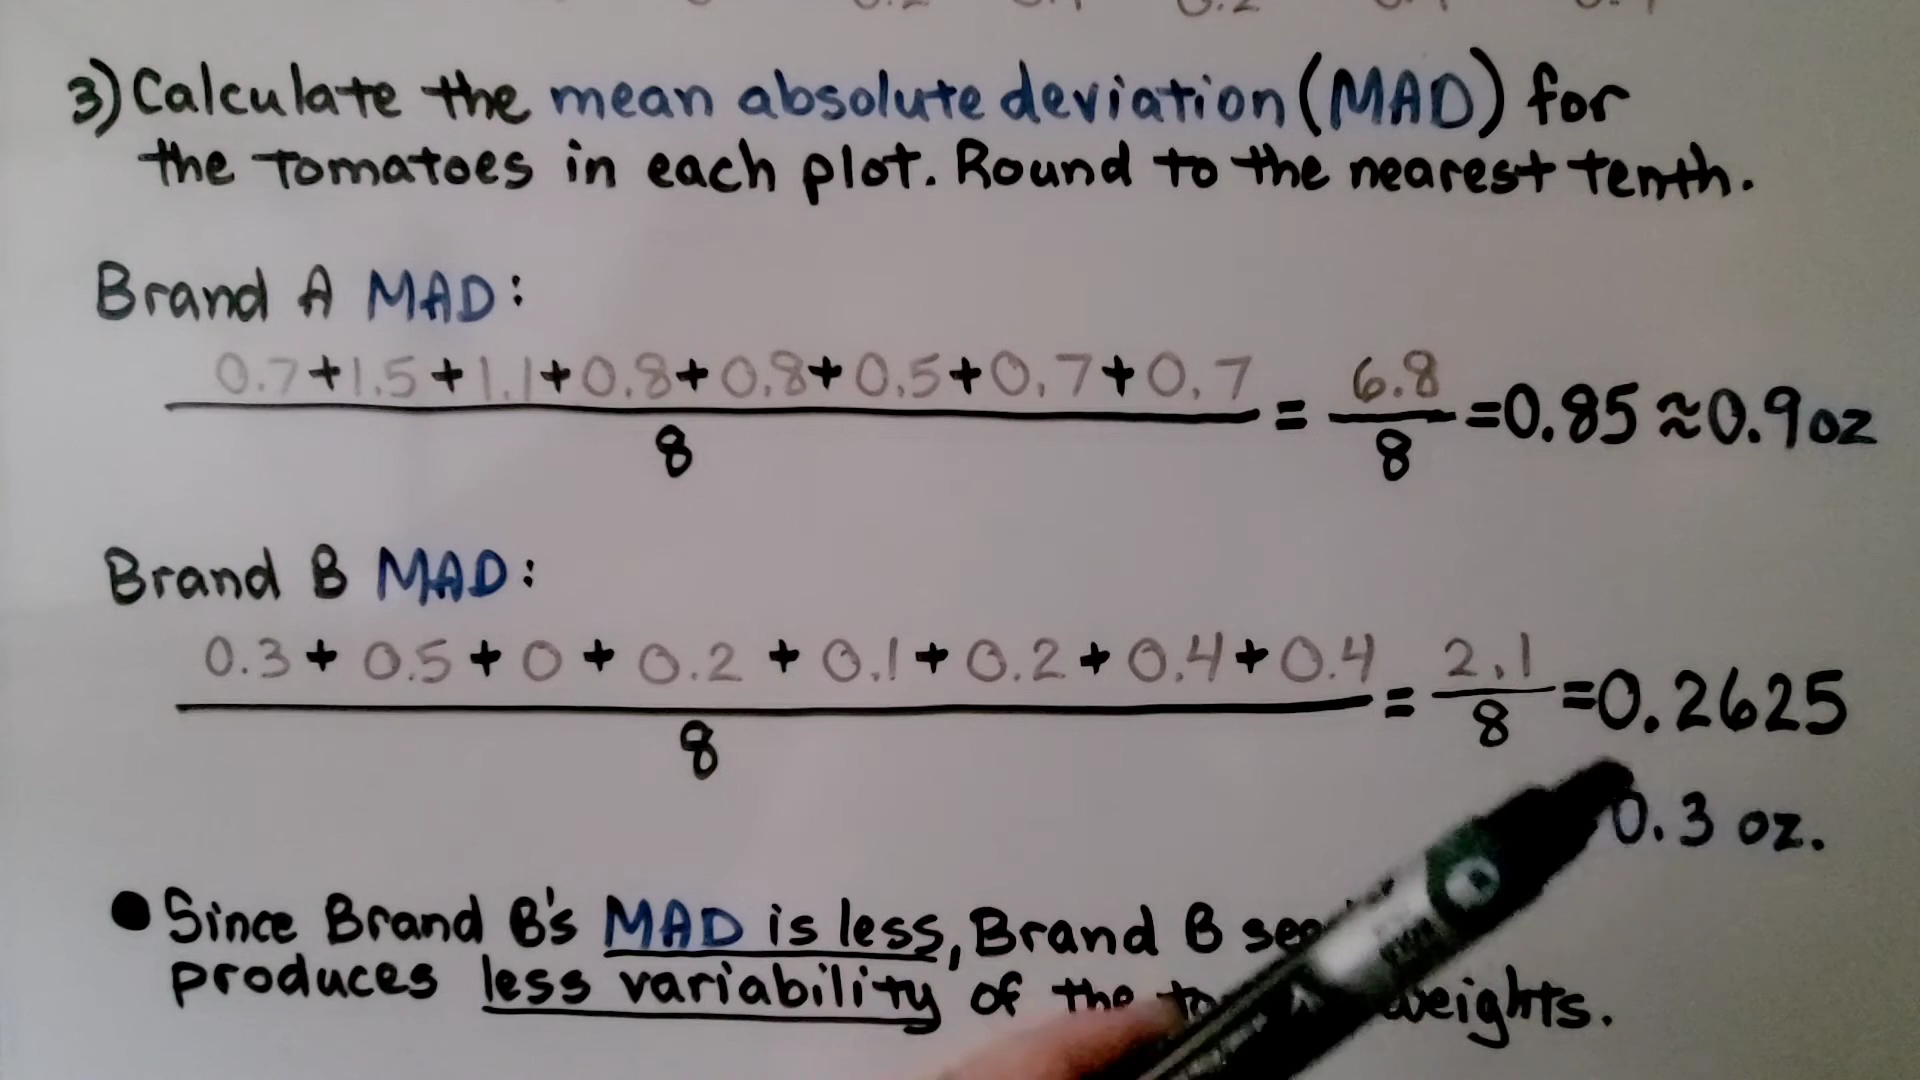 3) Calculate the mean absolute deviation (MAD) for
the tomatoes in each plot. Round to the nearest tenth.
Brand A MAD:
0.7+1.5+1.1+0.8+0.8+0.5+0.7+0.7
8
= 6.8/8 =0.85≈0.9oz
Brand B MAD:
0.3+0.5+0+0.2+0.1+0.2+0.4+0.4
8
= 2.1/8 =0.2625
0.3 oz.
• Since Brand B's MAD is less, Brand B
produces less variability of the weights.